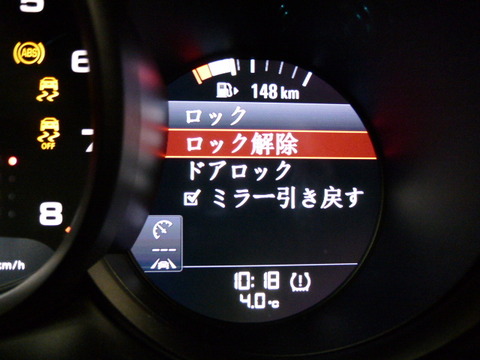 5
ABS
6
OFF
7
8
km/h
148 km
ロック
ロック解除
ドアロック
ミラー引き戻す
---
10:18
4.0 °C